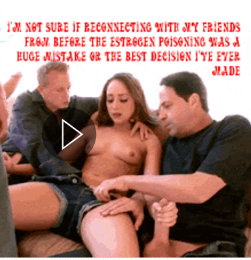 I'M NOT SURE IF RECONNECTING WITH MY FRIENDS
FROM BEFORE THE ESTROGEN POISONING WAS A
HUGE MISTAKE OR THE BEST DECISION I'VE EVER
MADE